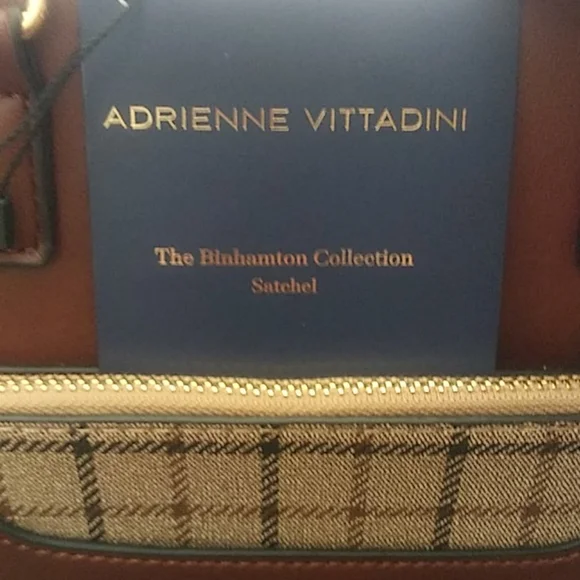 ADRIENNE VITTADINI
The Binhamton Collection
Satchel